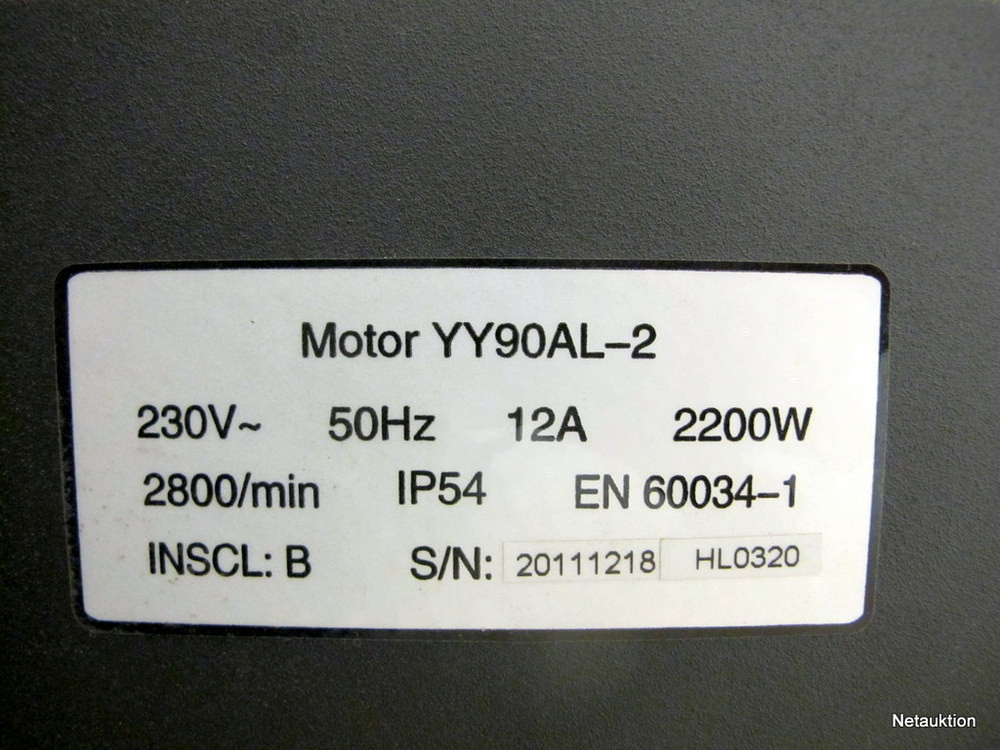 Motor YY90AL-2
230V~ 50Hz 12A 2200W
2800/min IP54 EN 60034-1
INSCL: B S/N: 20111218 HL0320
Netauktion